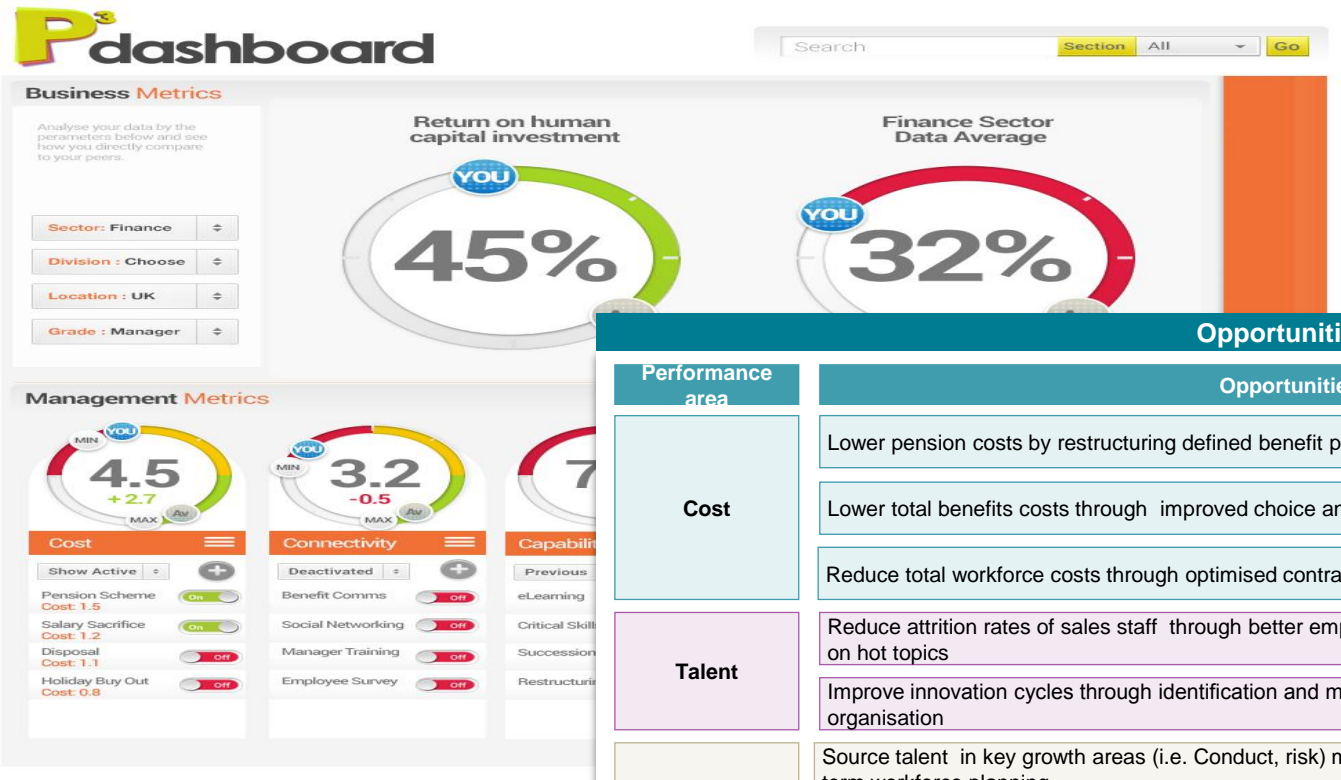 P3 dashboard
Search
Section
All
Go
Business Metrics
Analyse your data by the
perameters below and see
how you directly compare
to your peers.
Sector: Finance
Division : Choose
Location : UK
Grade : Manager
Return on human
capital investment
YOU
45%
Finance Sector
Data Average
YOU
32%
Management Metrics
MIN
YOU
4.5
+2.7
MAX
Av
Cost
Show Active
Pension Scheme
On
Cost: 1.5
Salary Sacrifice
On
Cost: 1.2
Disposal
Off
Cost: 1.1
Holiday Buy Out
Off
Cost: 0.8
YOU
MIN
3.2
-0.5
MAX
Av
Connectivity
Deactivated
Benefit Comms
Off
Social Networking
Off
Manager Training
Off
Employee Survey
Off
7
Capabilit
Previous
eLearning
Critical Skill
Succession
Restructurin
Opportuniti
Performance
area
Opportunitie
Cost
Lower pension costs by restructuring defined benefit p
Lower total benefits costs through improved choice an
Reduce total workforce costs through optimised contra
Talent
Reduce attrition rates of sales staff through better emp
on hot topics
Improve innovation cycles through identification and m
organisation
Source talent in key growth areas (i.e. Conduct, risk) m
term workforce planning